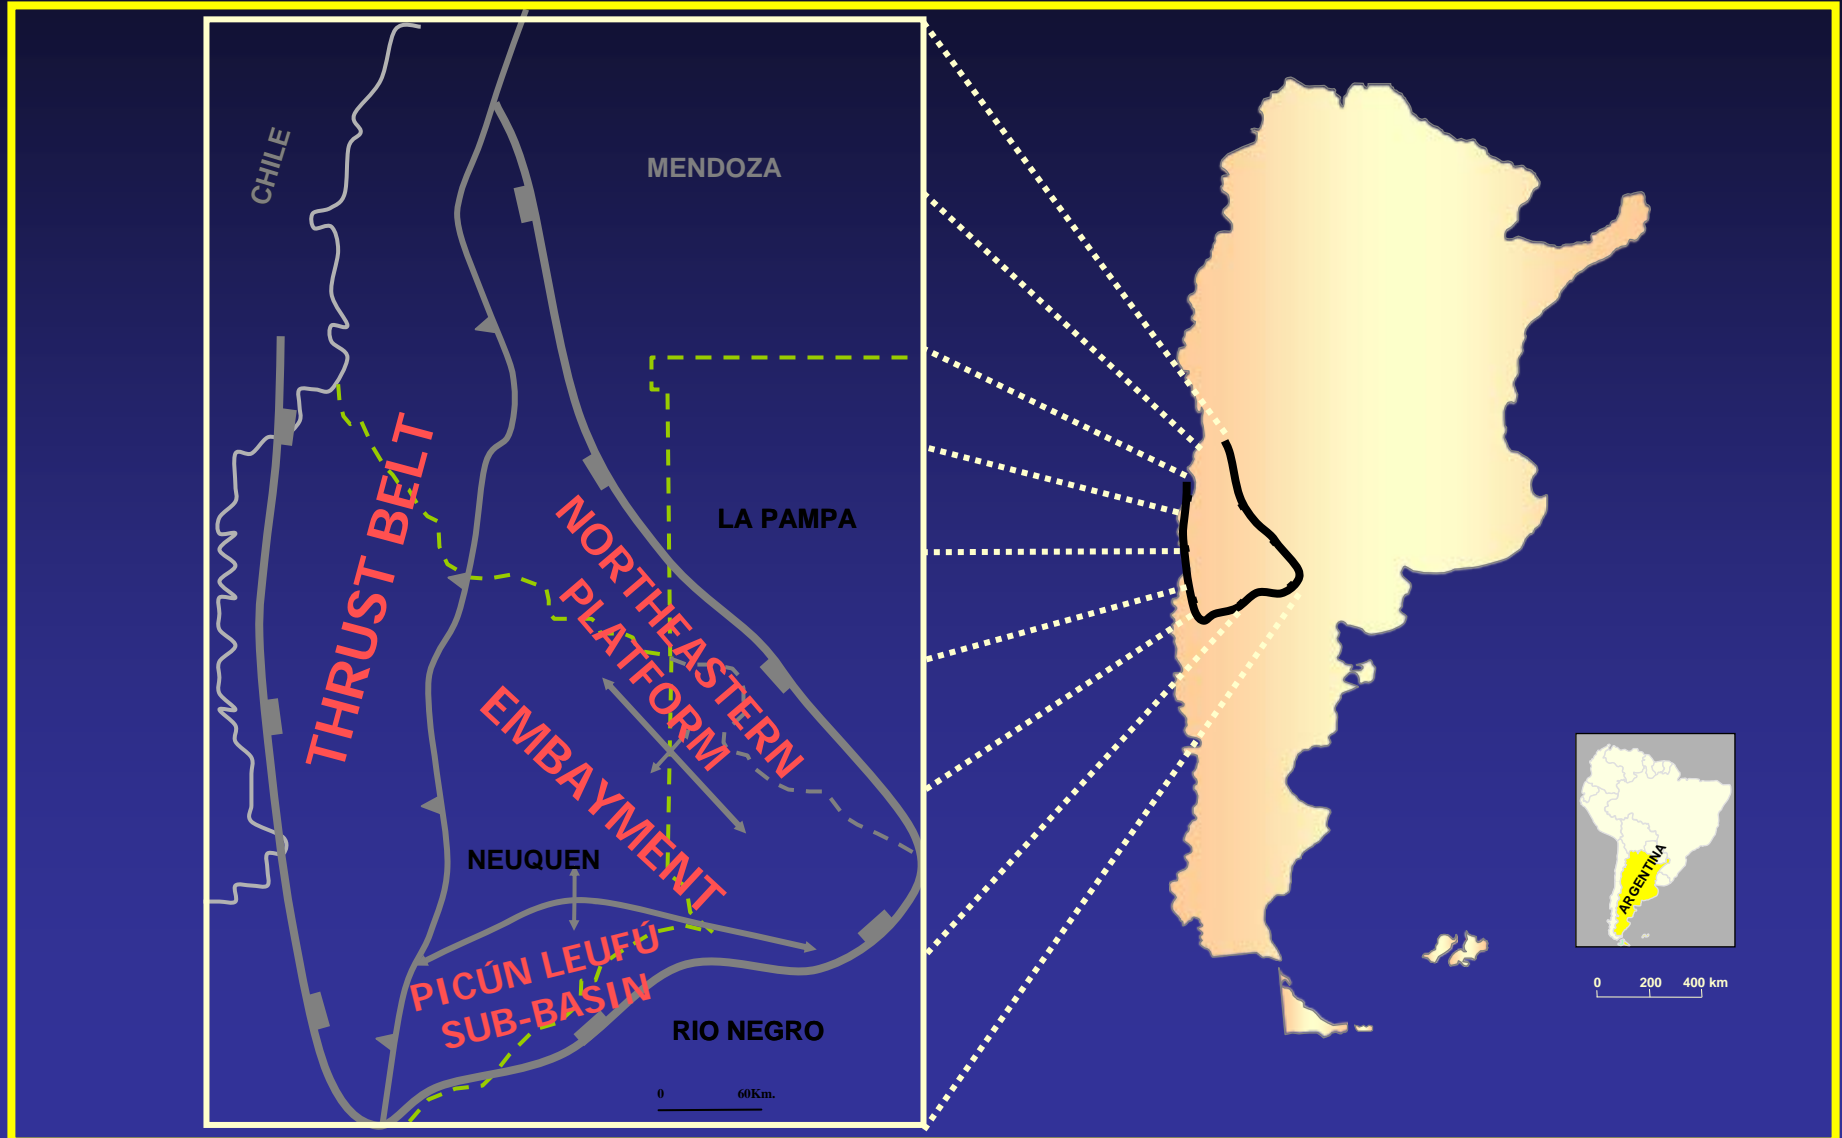 CHILE
MENDOZA
THRUST BELT
LA PAMPA
NORTHEASTERN
PLATFORM
EMBAYMENT
NEUQUEN
PICÚN LEUFÚ
SUB-BASIN
RIO NEGRO
0 60Km.
ARGENTINA
0 200 400 km